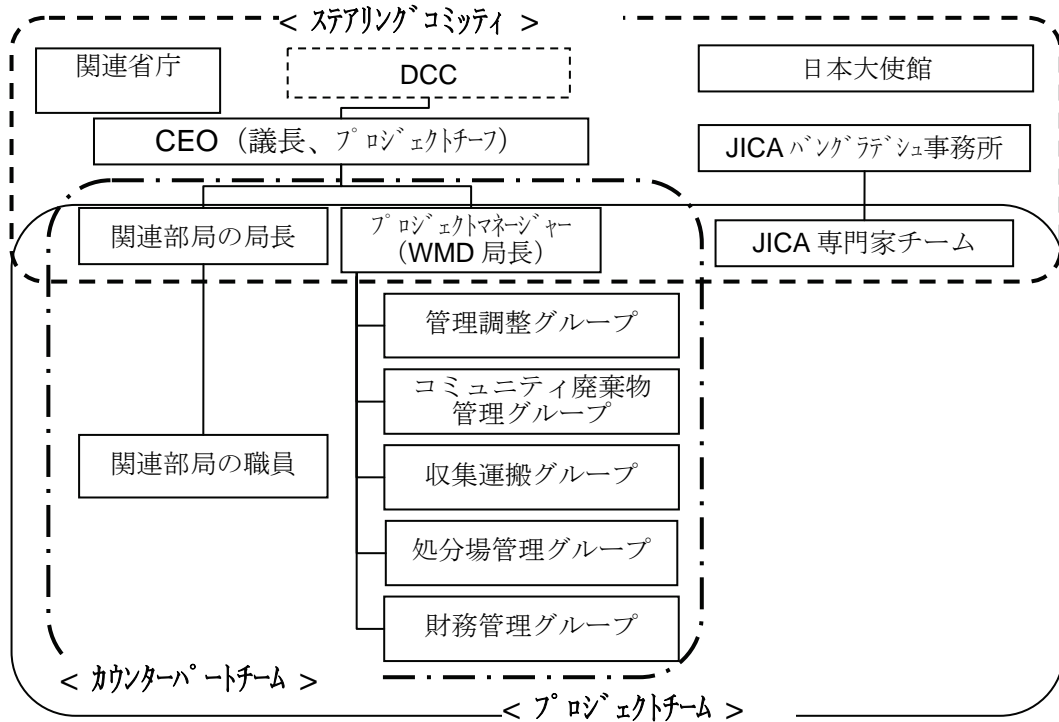 < ステアリングコミッティ >
関連省庁
DCC
日本大使館
CEO（議長、プロジェクトチーフ）
JICA バングラデシュ事務所
関連部局の局長
プロジェクトマネージャー
（WMD 局長）
JICA 専門家チーム
管理調整グループ
コミュニティ廃棄物
管理グループ
関連部局の職員
収集運搬グループ
処分場管理グループ
財務管理グループ
< カウンターパートチーム >
< プロジェクトチーム >